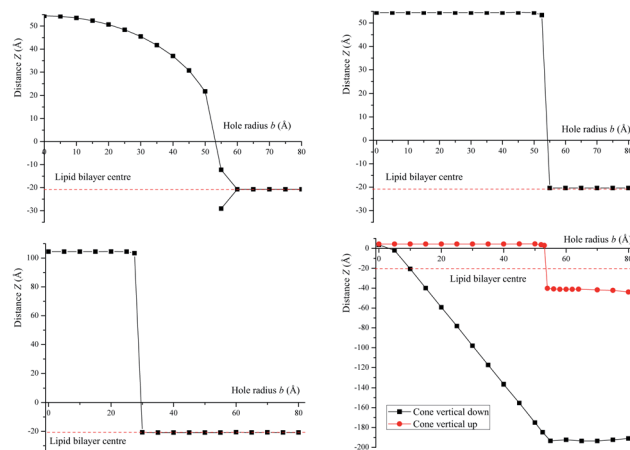 Distance Z (Å)
50
40
30
20
10
0
-10
-20
-30
Hole radius b (Å)
0 10 20 30 40 50 60 70 80
Lipid bilayer centre
Distance Z (Å)
50
40
30
20
10
0
-10
-20
-30
Hole radius b (Å)
0 10 20 30 40 50 60 70 80
Lipid bilayer centre
Distance Z (Å)
100
80
60
40
20
0
-20
Hole radius b (Å)
0 20 40 60 80
Lipid bilayer centre
Distance Z (Å)
20
0
-20
-40
-60
-80
-100
-120
-140
-160
-180
-200
Hole radius b (Å)
0 20 40 60 80
Lipid bilayer centre
Cone vertical down
Cone vertical up